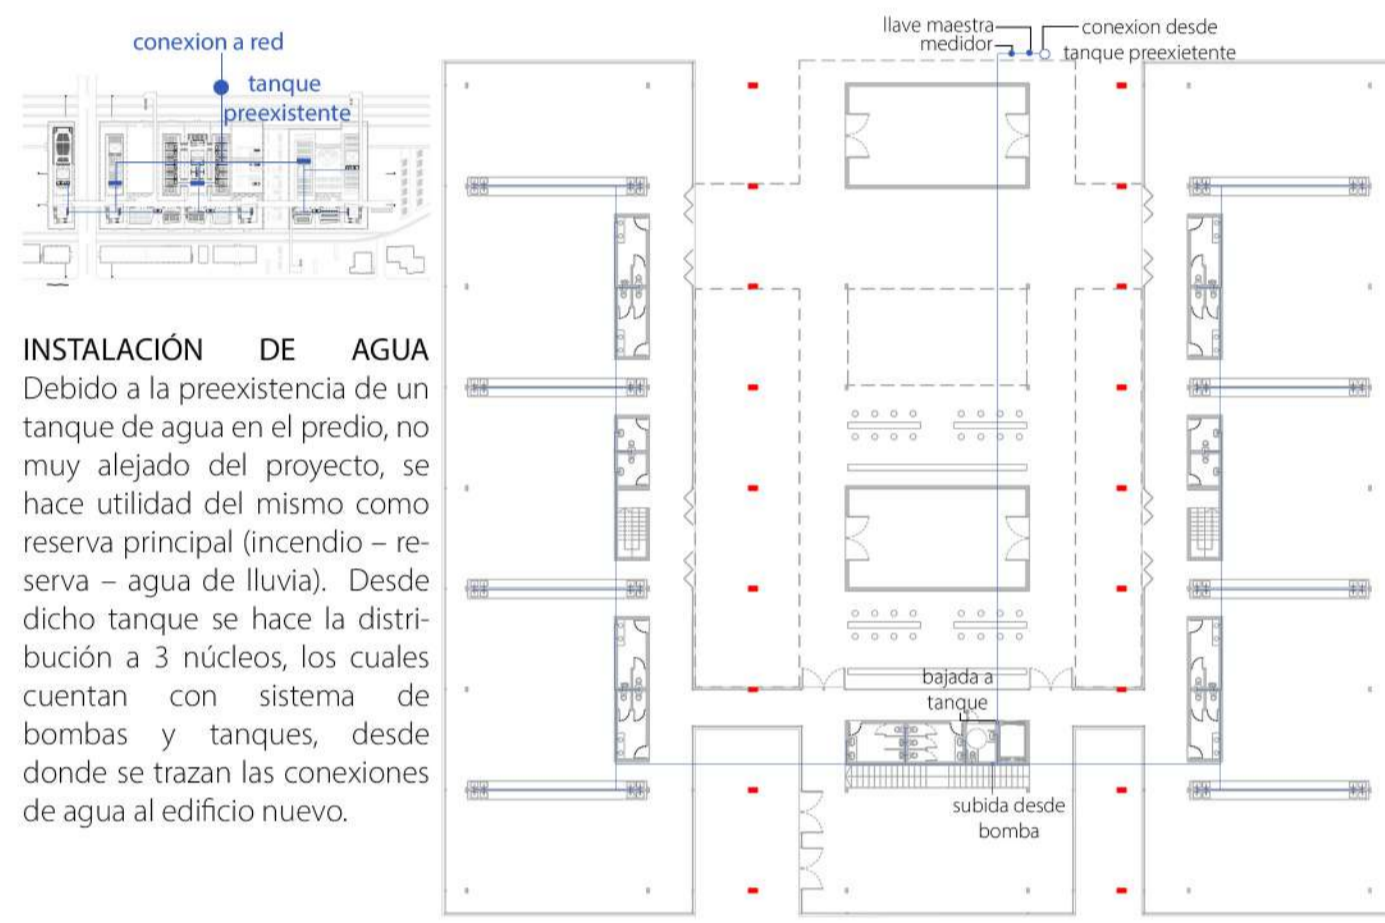 conexion a red
tanque
preexistente
INSTALACIÓN DE AGUA
Debido a la preexistencia de un
tanque de agua en el predio, no
muy alejado del proyecto, se
hace utilidad del mismo como
reserva principal (incendio – re-
serva – agua de lluvia). Desde
dicho tanque se hace la distri-
bución a 3 núcleos, los cuales
cuentan con sistema de
bombas y tanques, desde
donde se trazan las conexiones
de agua al edificio nuevo.
llave maestra
medidor
conexion desde
tanque preexietente
bajada a
tanque
subida desde
bomba